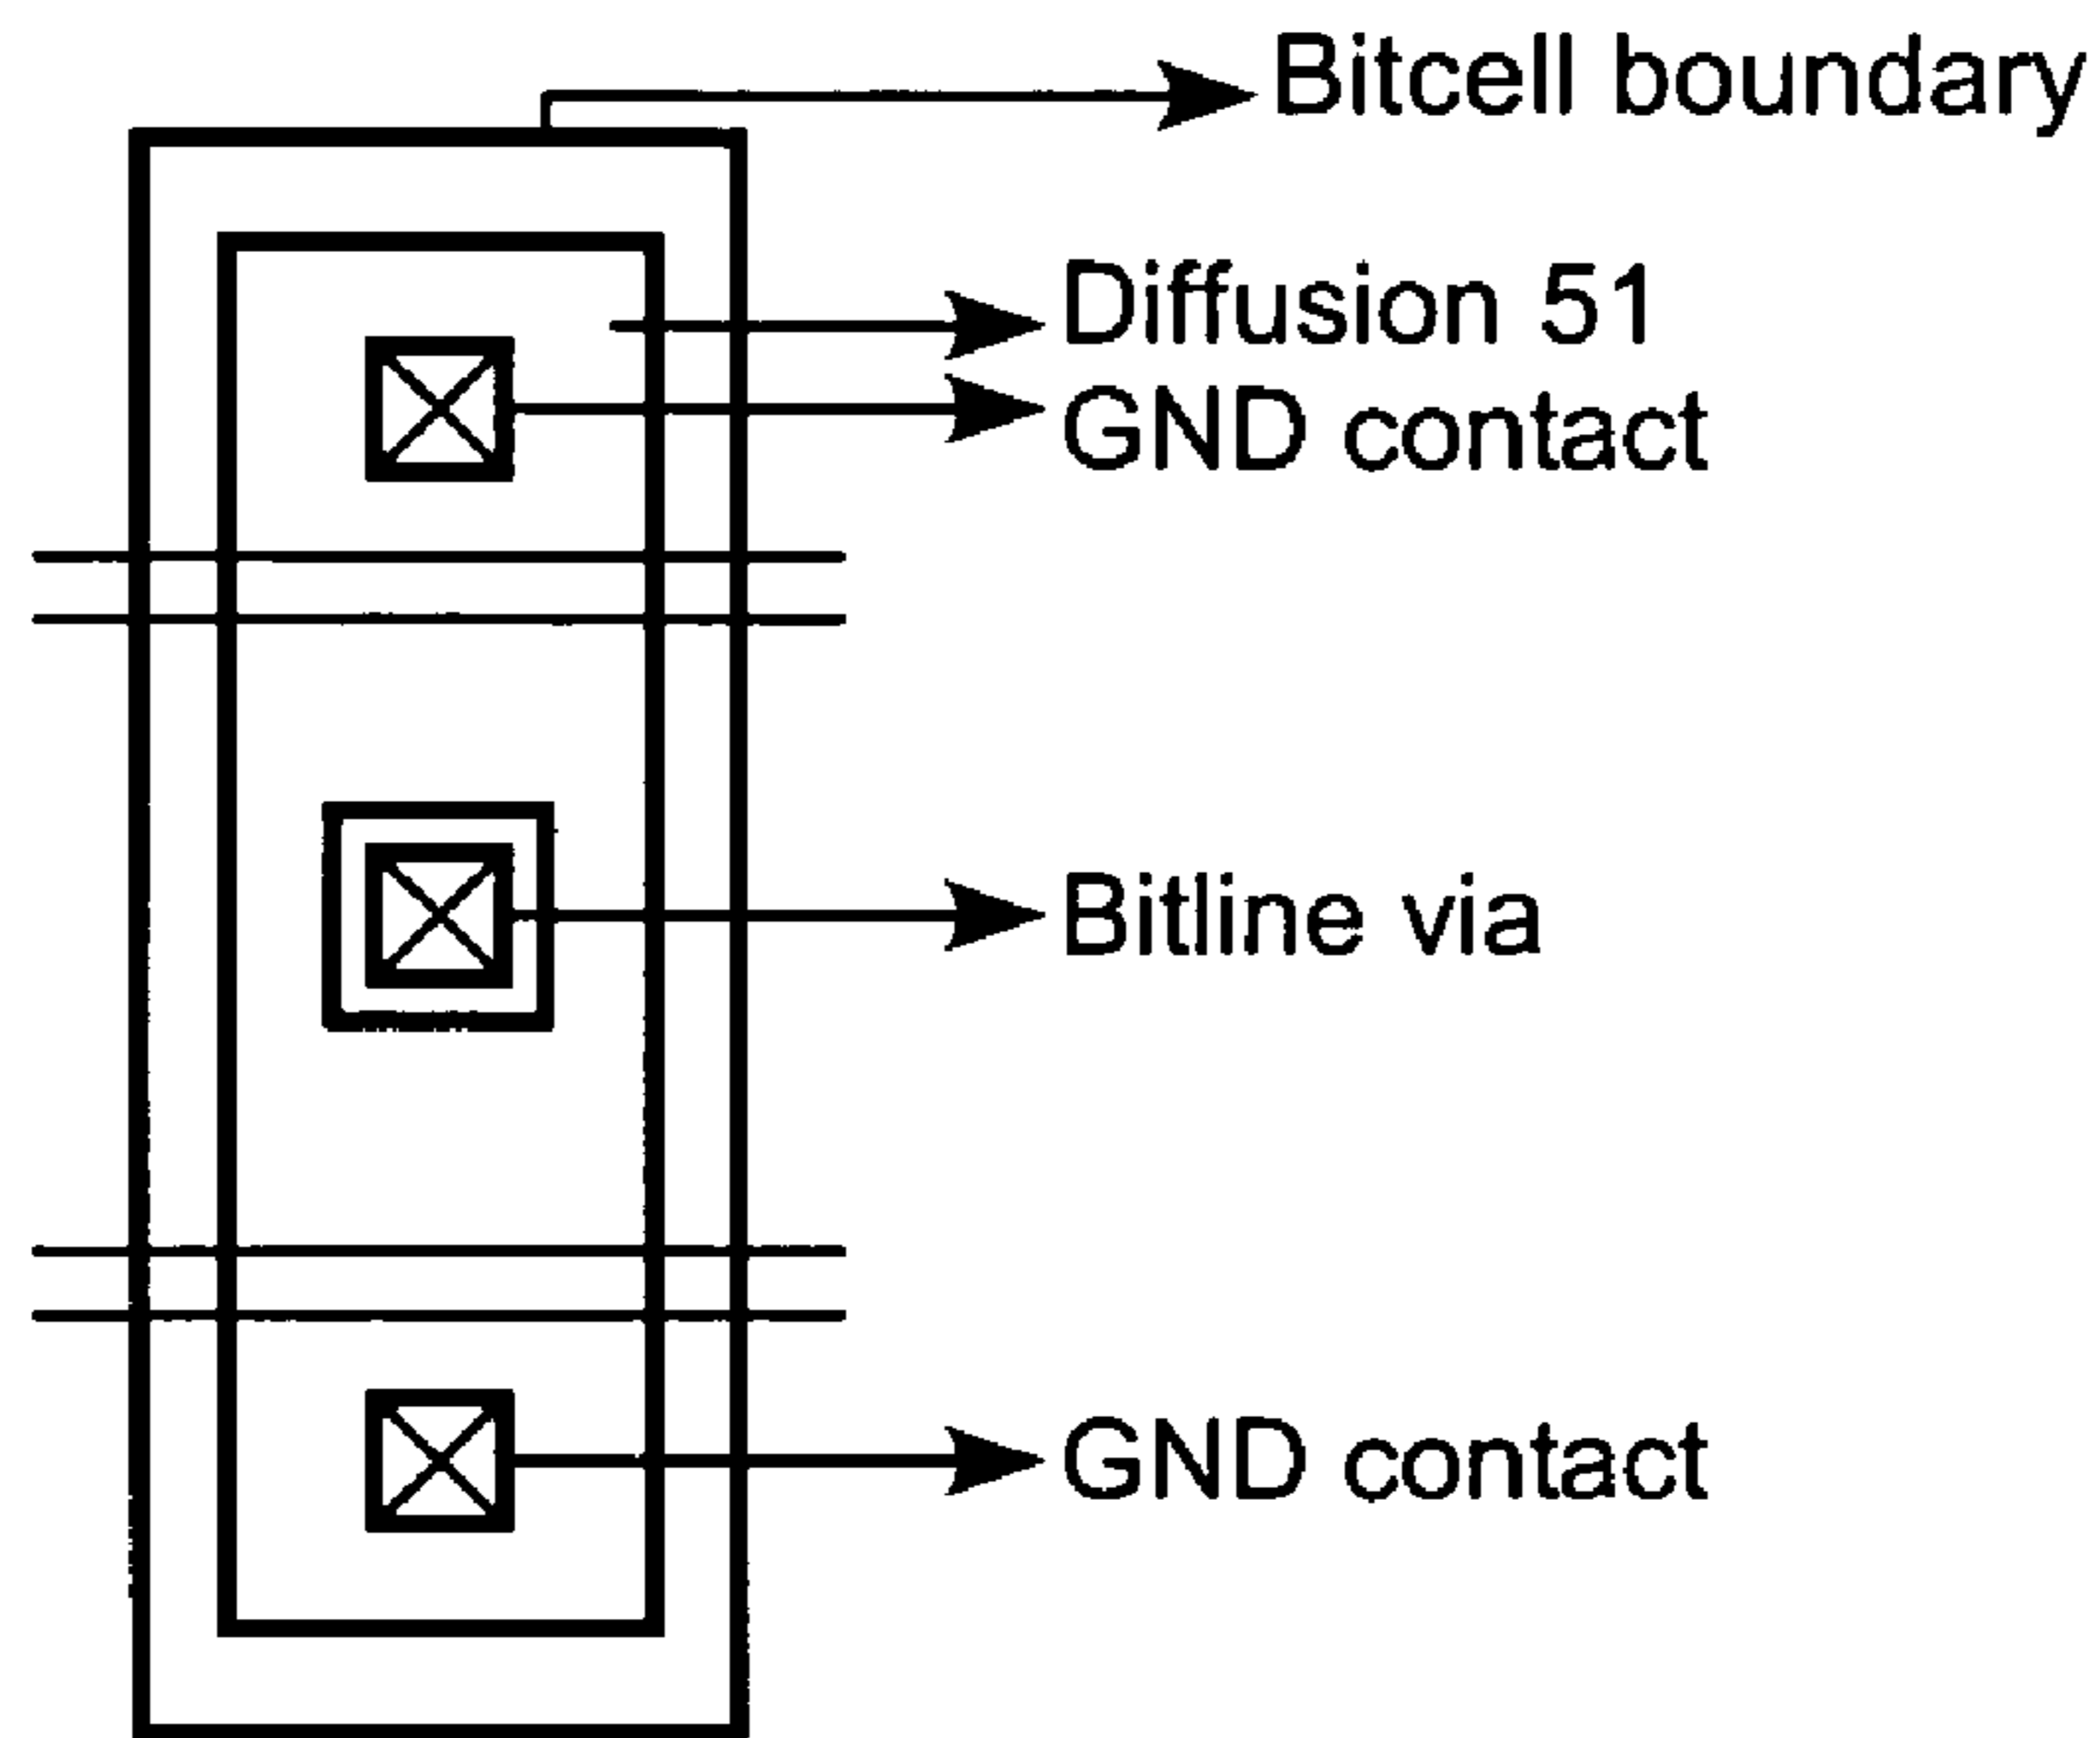 Bitcell boundary
Diffusion 51
GND contact
Bitline via
GND contact